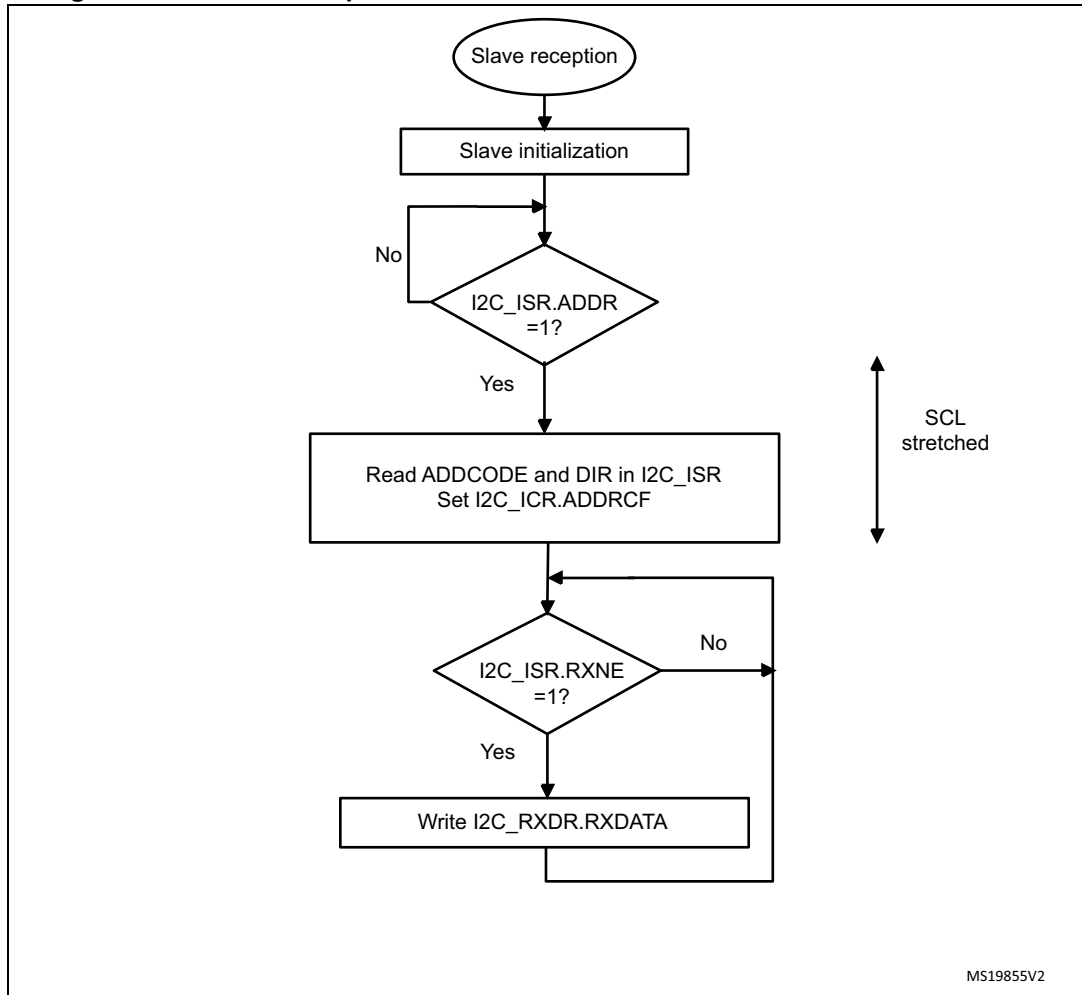 Slave reception
Slave initialization
No
I2C_ISR.ADDR
=1?
Yes
SCL
stretched
Read ADDCODE and DIR in I2C_ISR
Set I2C_ICR.ADDRCF
No
I2C_ISR.RXNE
=1?
Yes
Write I2C_RXDR.RXDATA
MS19855V2